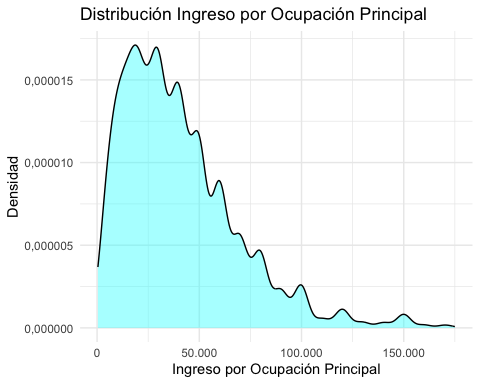 Distribución Ingreso por Ocupación Principal
0,000015
0,000010
0,000005
0,000000
Densidad
0
50.000
100.000
150.000
Ingreso por Ocupación Principal